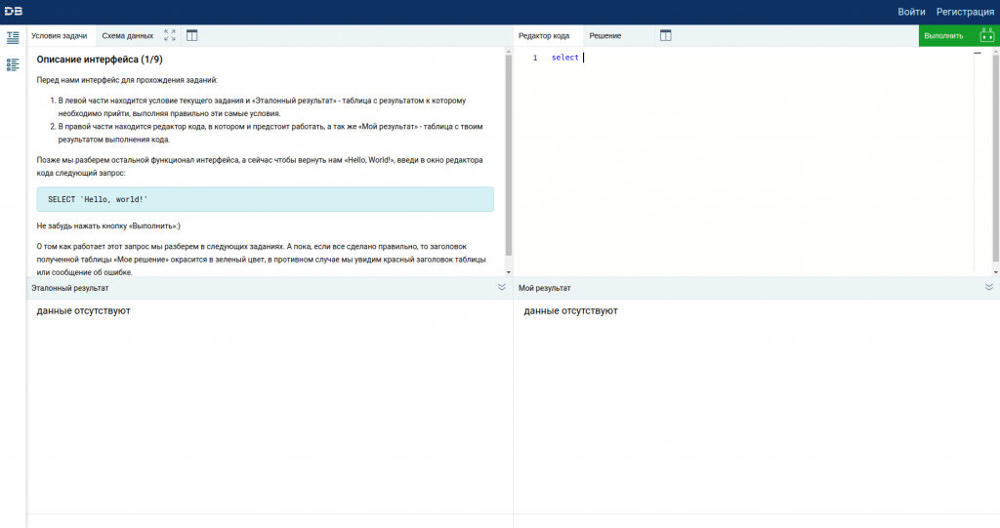 DB
Войти Регистрация
Условия задачи Схема данных
Описание интерфейса (1/9)
Перед нами интерфейс для прохождения заданий:
1. В левой части находится условие текущего задания и «Эталонный результат» - таблица с результатом к которому
необходимо прийти, выполняя правильно эти самые условия.
2. В правой части находится редактор кода, в котором и предстоит работать, а так же «Мой результат» - таблица с твоим
результатом выполнения кода.
Позже мы разберем остальной функционал интерфейса, а сейчас чтобы вернуть нам «Hello, World!», введи в окно редактора
кода следующий запрос:
SELECT 'Hello, world!'
Не забудь нажать кнопку «Выполнить»:)
О том как работает этот запрос мы разберем в следующих заданиях. А пока, если все сделано правильно, то заголовок
полученной таблицы «Мое решение» окрасится в зеленый цвет, в противном случае мы увидим красный заголовок таблицы
или сообщение об ошибке.
Эталонный результат
данные отсутствуют
Редактор кода Решение
Выполнить
1 select
Мой результат
данные отсутствуют